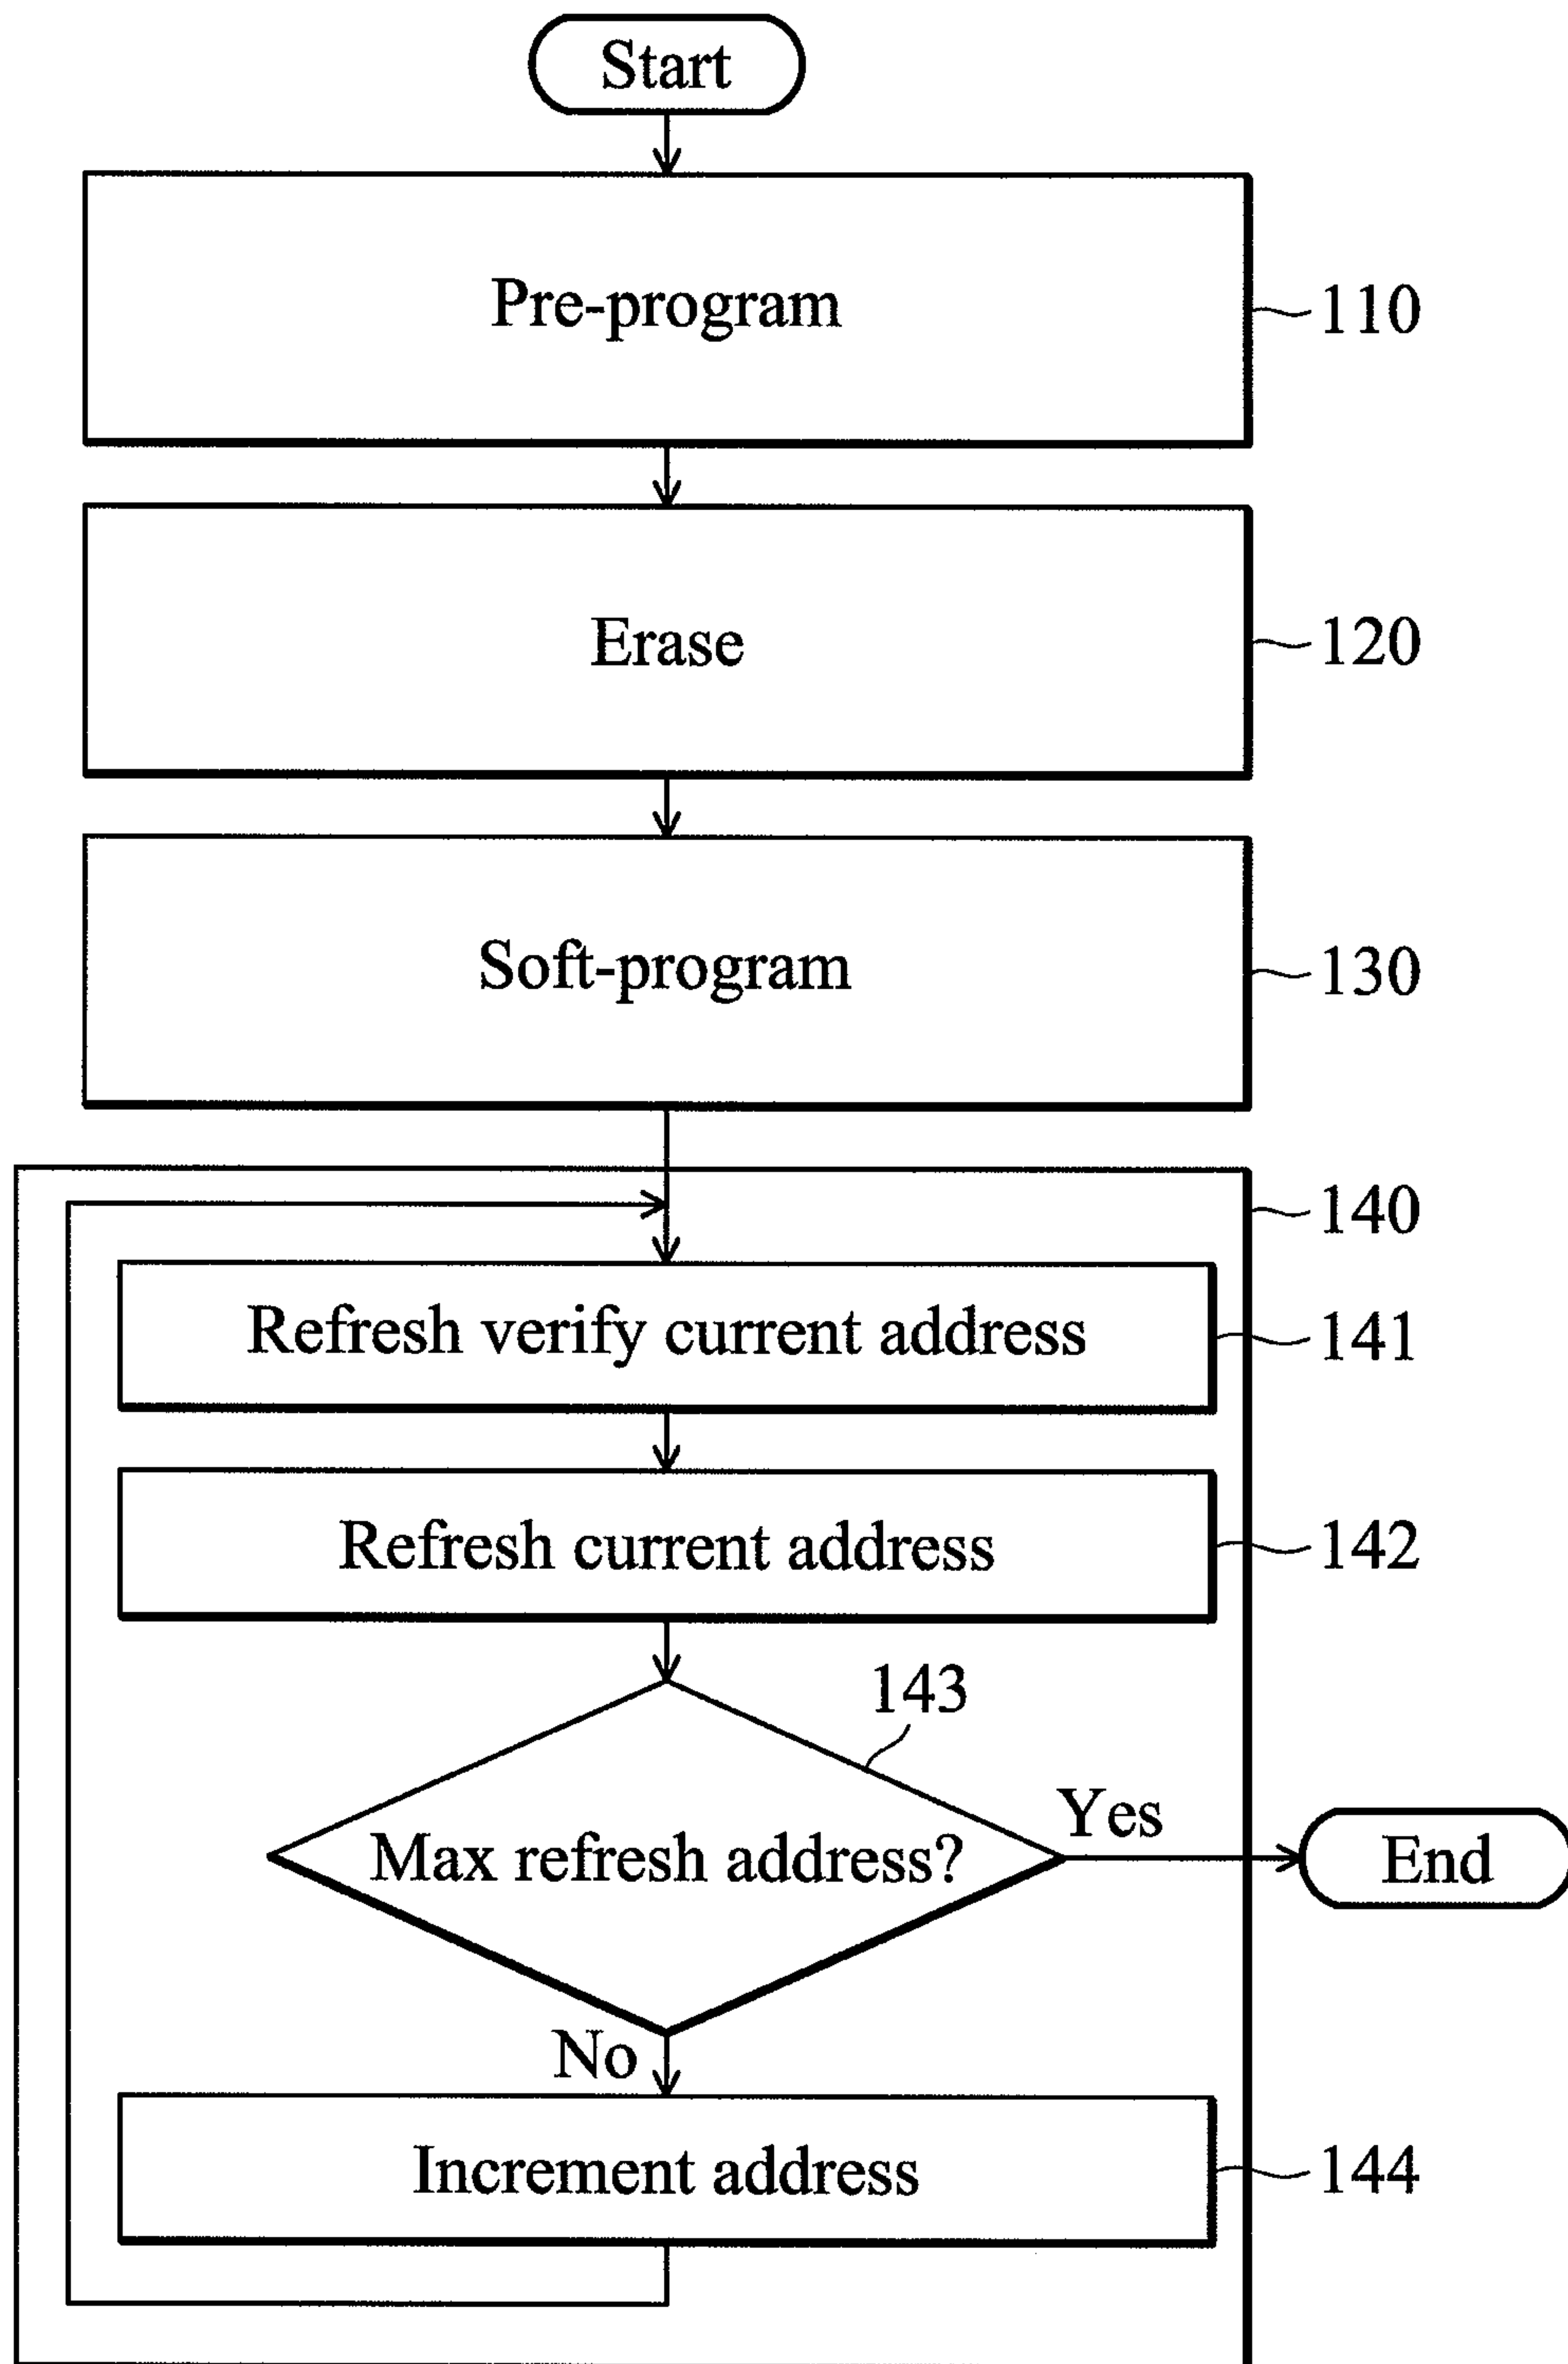 Start
Pre-program
110
Erase
120
Soft-program
130
140
Refresh verify current address
141
Refresh current address
142
143
Max refresh address?
Yes
End
No
Increment address
144